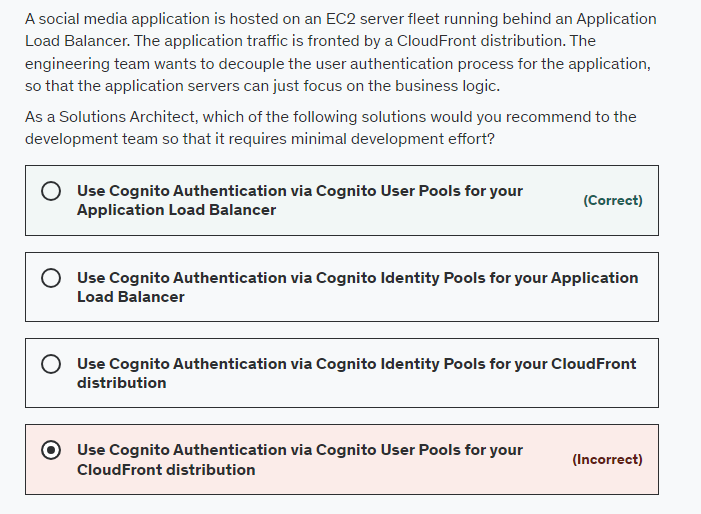 A social media application is hosted on an EC2 server fleet running behind an Application
Load Balancer. The application traffic is fronted by a CloudFront distribution. The
engineering team wants to decouple the user authentication process for the application,
so that the application servers can just focus on the business logic.
As a Solutions Architect, which of the following solutions would you recommend to the
development team so that it requires minimal development effort?
Use Cognito Authentication via Cognito User Pools for your
Application Load Balancer
(Correct)
Use Cognito Authentication via Cognito Identity Pools for your Application
Load Balancer
Use Cognito Authentication via Cognito Identity Pools for your CloudFront
distribution
Use Cognito Authentication via Cognito User Pools for your
CloudFront distribution
(Incorrect)